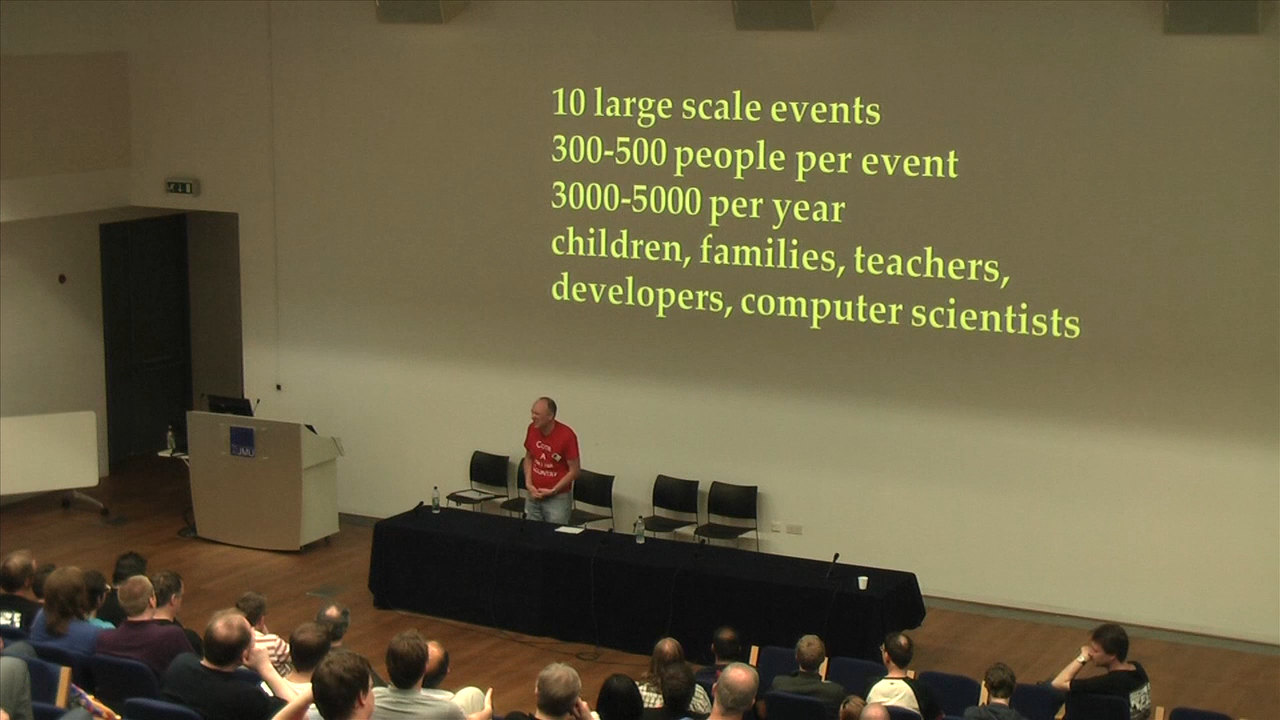 10 large scale events
300-500 people per event
3000-5000 per year
children, families, teachers,
developers, computer scientists
JMU
A